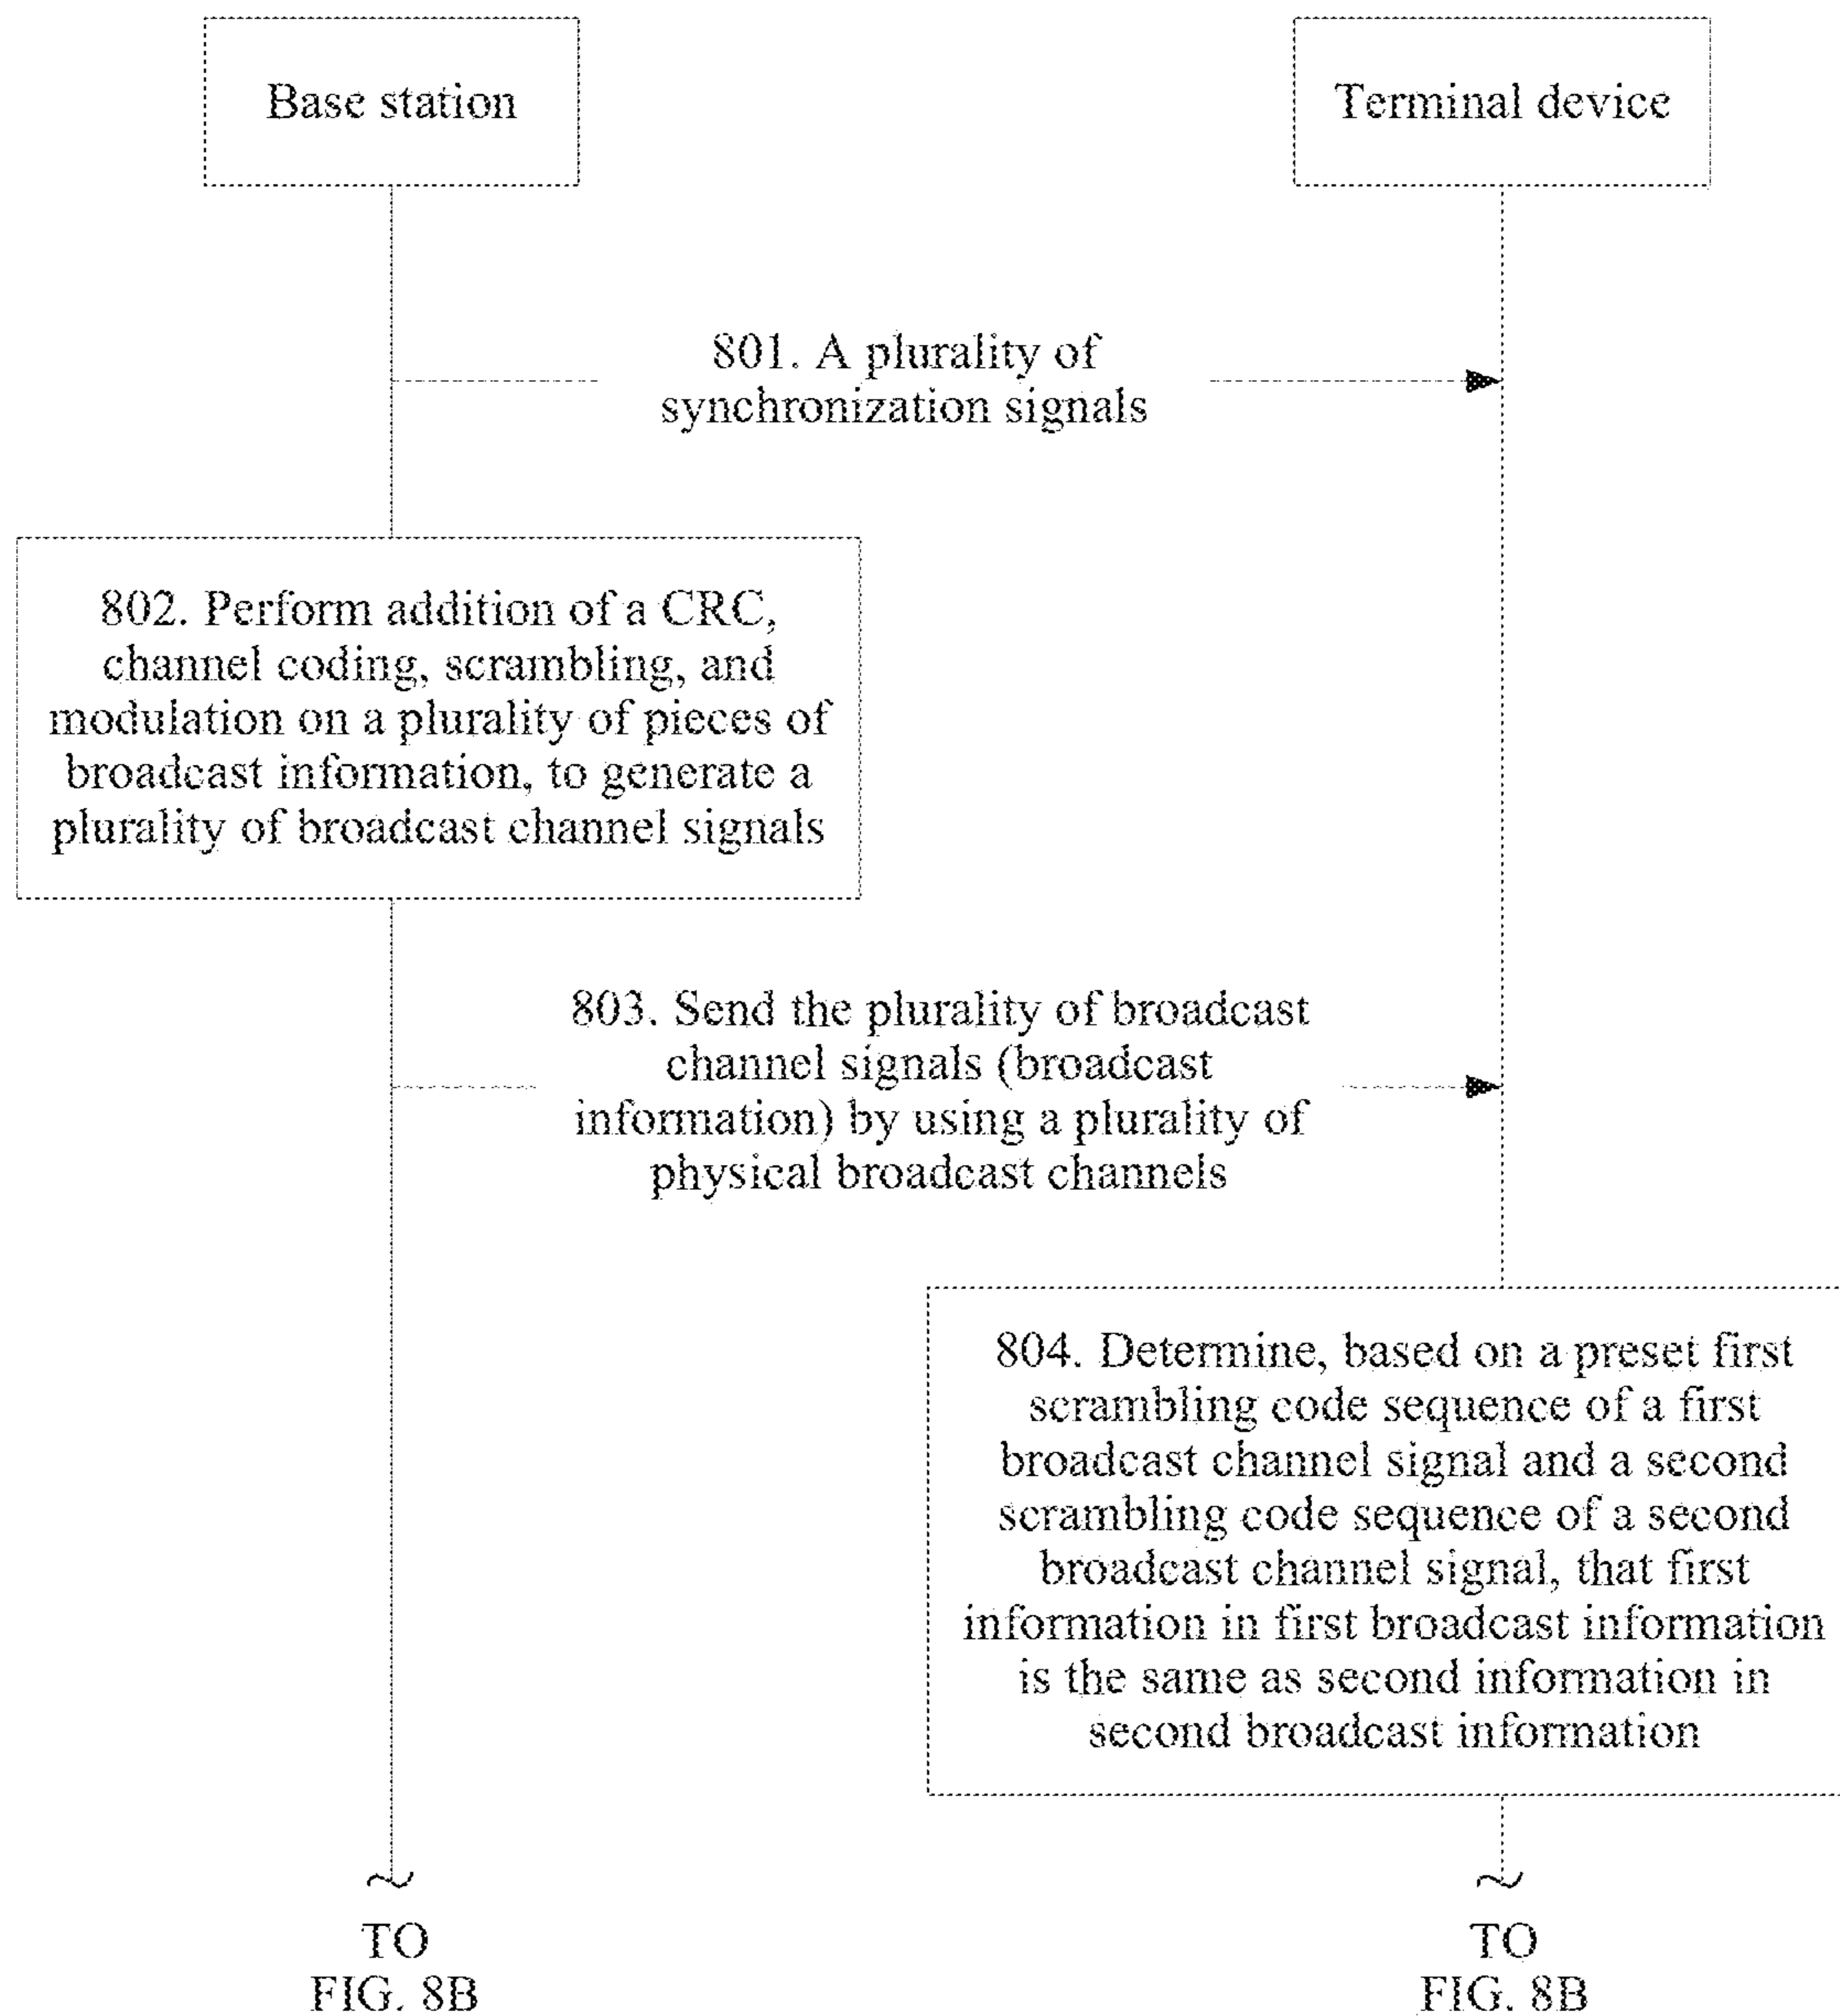 Base station
Terminal device
801. A plurality of
synchronization signals
802. Perform addition of a CRC,
channel coding, scrambling, and
modulation on a plurality of pieces of
broadcast information, to generate a
plurality of broadcast channel signals
803. Send the plurality of broadcast
channel signals (broadcast
information) by using a plurality of
physical broadcast channels
804. Determine, based on a preset first
scrambling code sequence of a first
broadcast channel signal and a second
scrambling code sequence of a second
broadcast channel signal, that first
information in first broadcast information
is the same as second information in
second broadcast information
TO
FIG. 8B
TO
FIG. 8B